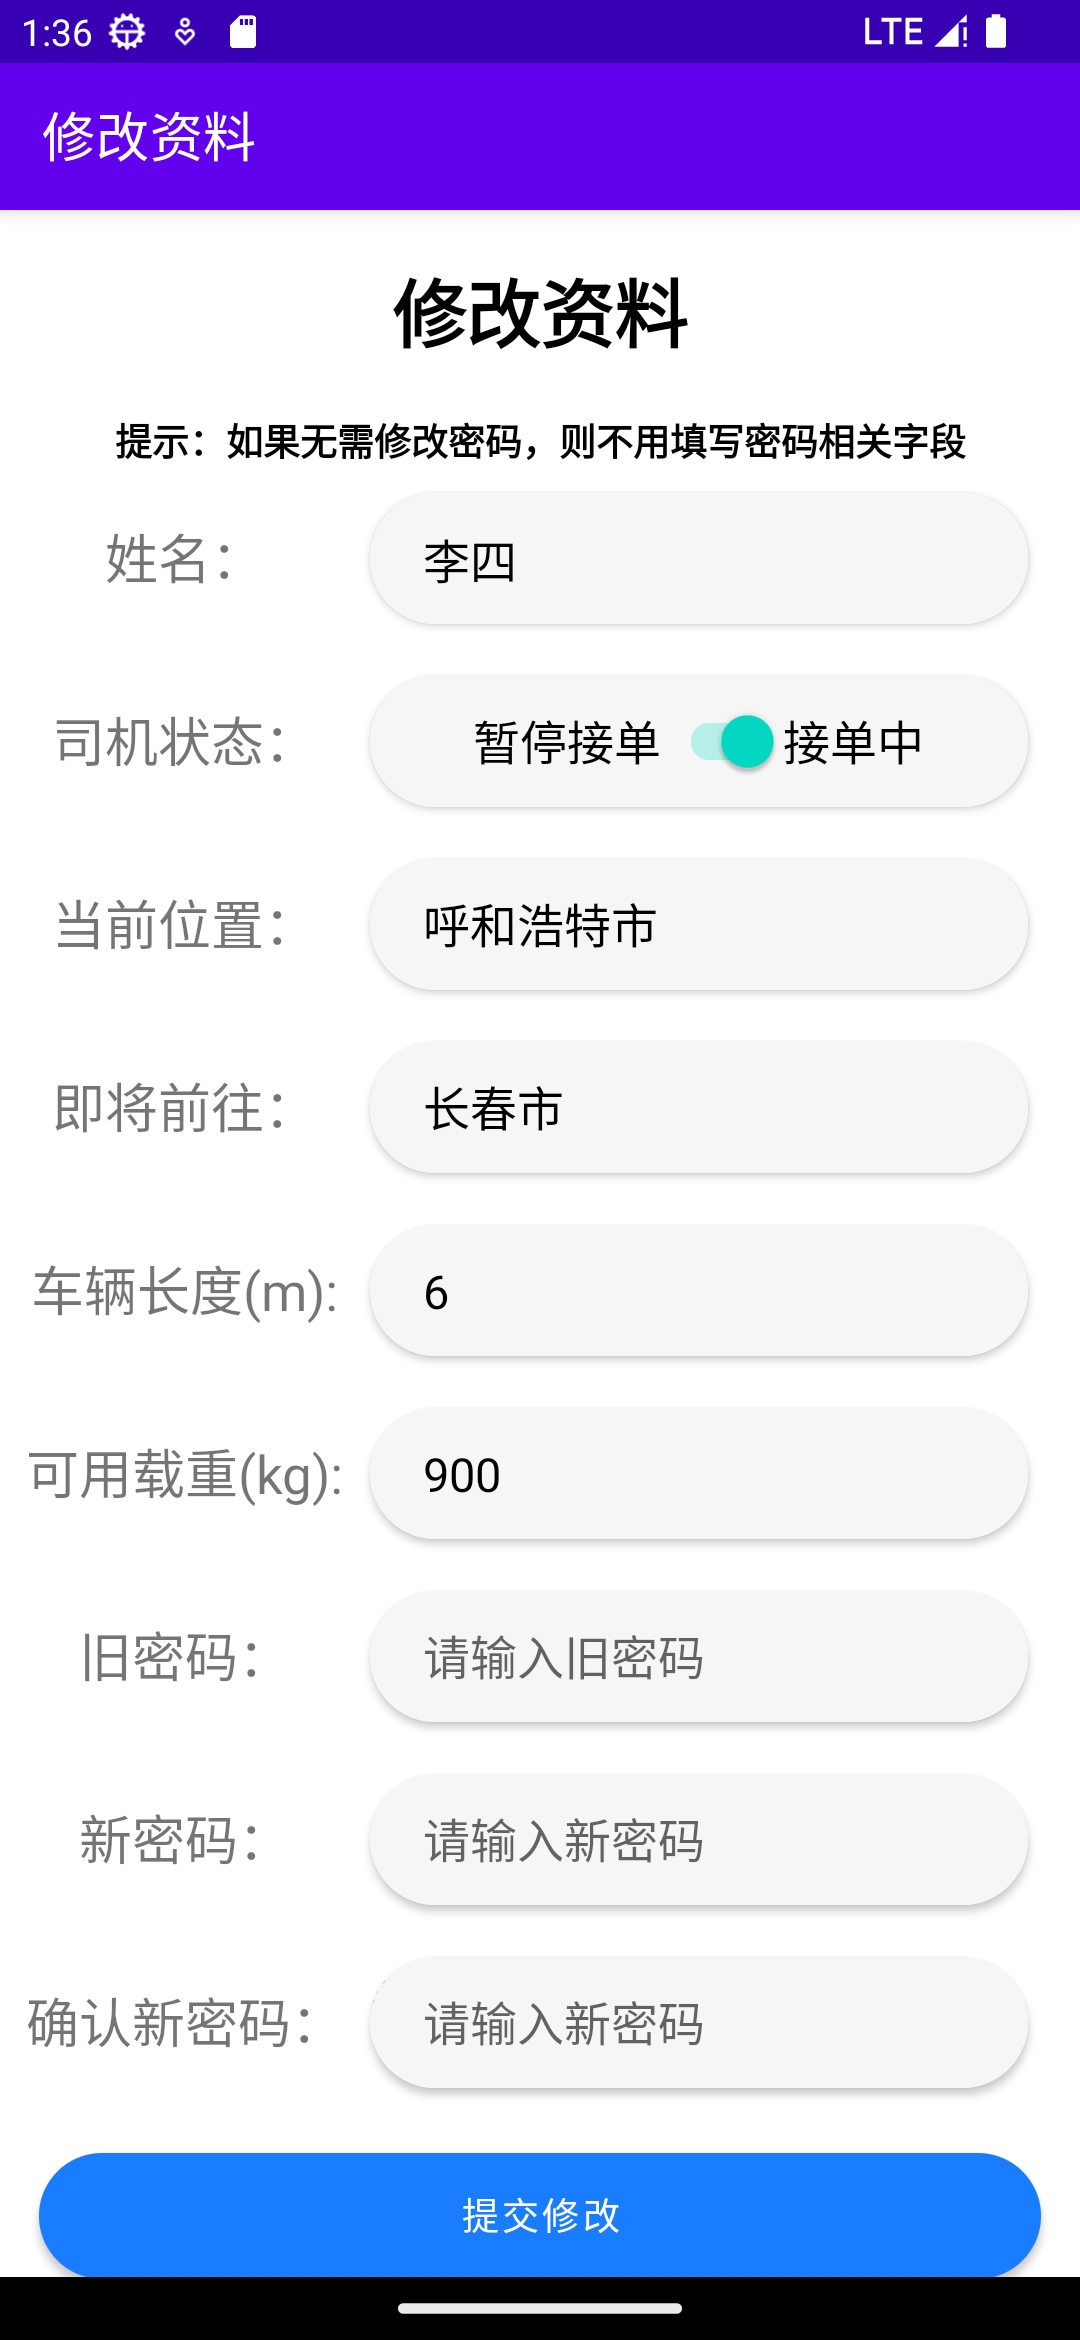 1:36 LTE
修改资料
修改资料
提示：如果无需修改密码，则不用填写密码相关字段
姓名： 李四
司机状态： 暂停接单 接单中
当前位置： 呼和浩特市
即将前往： 长春市
车辆长度(m): 6
可用载重(kg): 900
旧密码： 请输入旧密码
新密码： 请输入新密码
确认新密码： 请输入新密码
提交修改